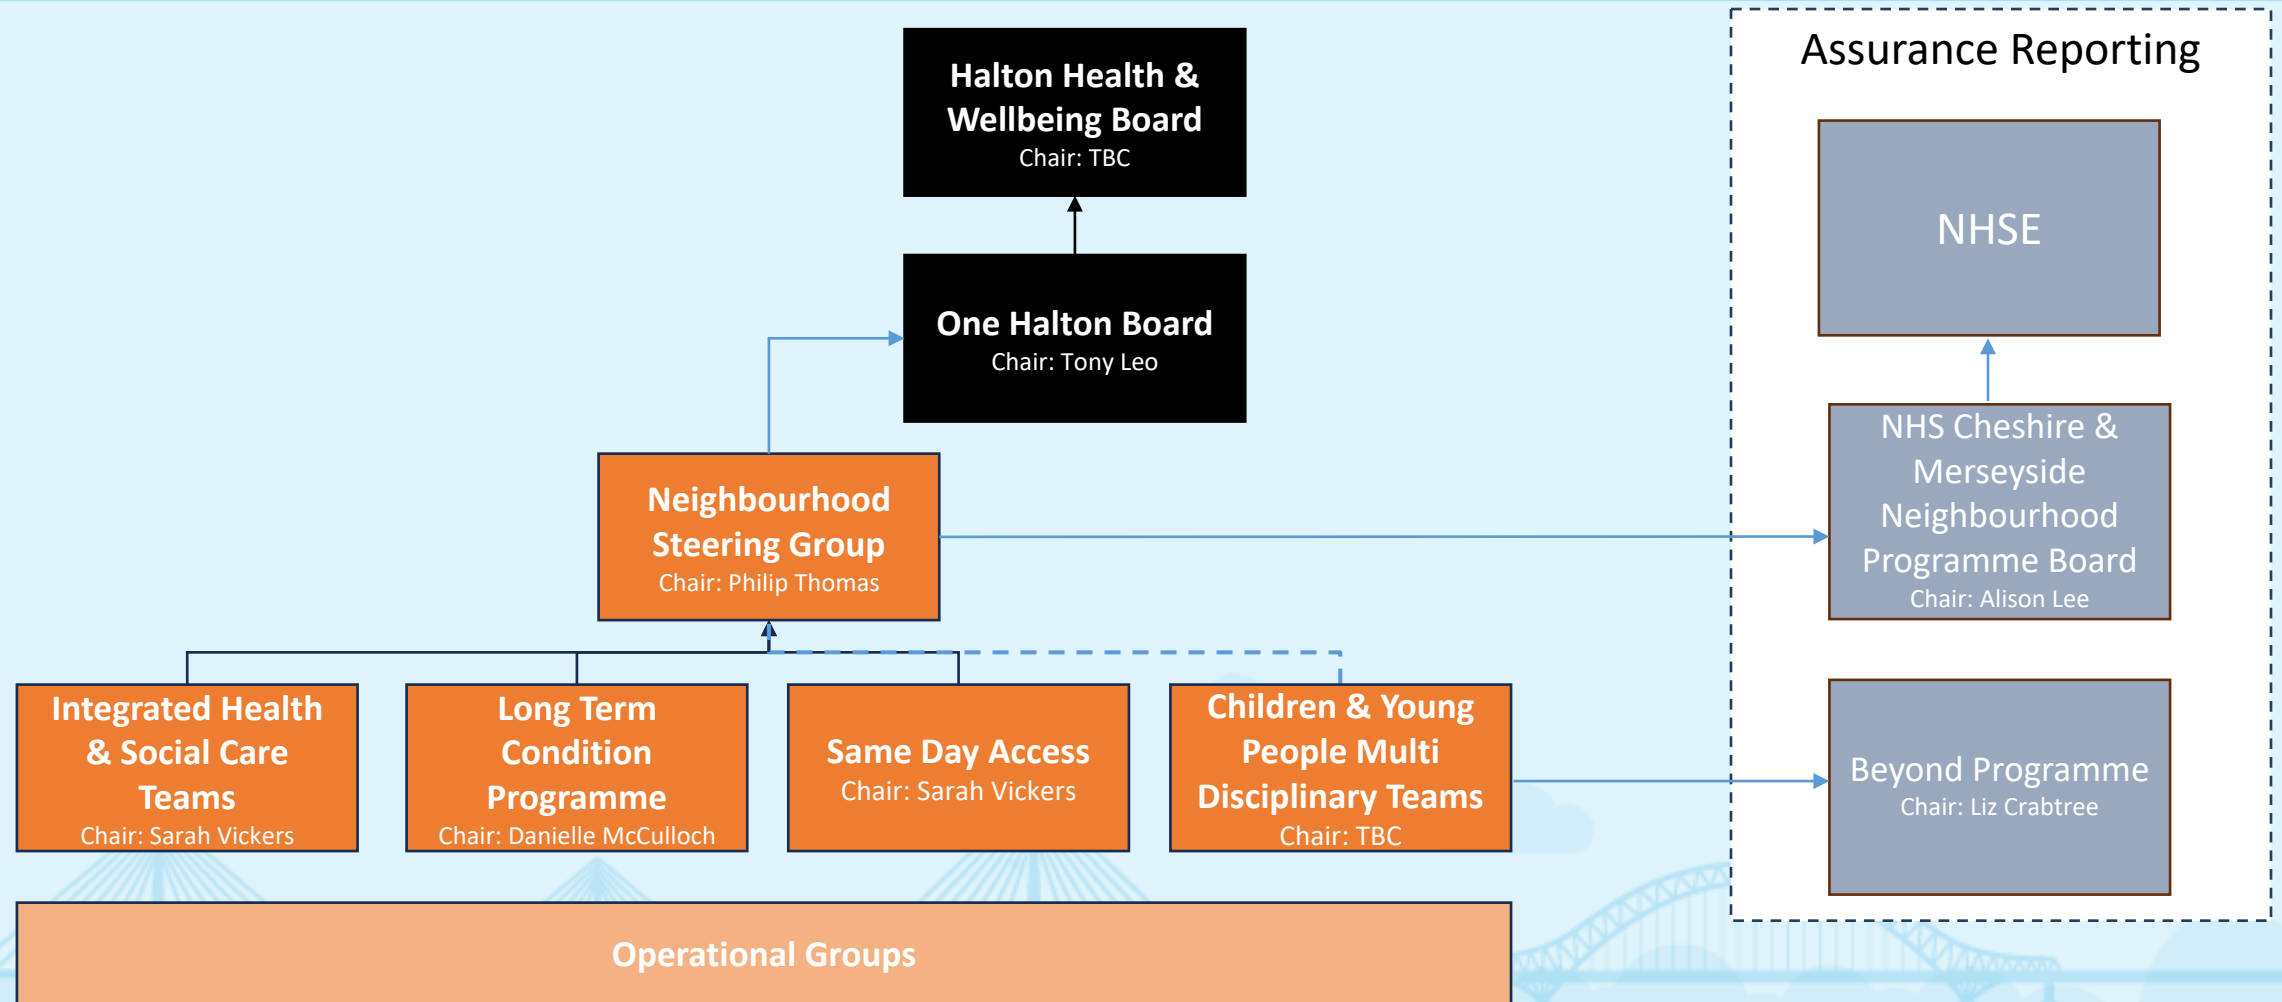 Assurance Reporting
Halton Health &
Wellbeing Board
Chair: TBC
NHSE
One Halton Board
Chair: Tony Leo
NHS Cheshire &
Merseyside
Neighbourhood
Programme Board
Chair: Alison Lee
Neighbourhood
Steering Group
Chair: Philip Thomas
Integrated Health
& Social Care
Teams
Chair: Sarah Vickers
Long Term
Condition
Programme
Chair: Danielle McCulloch
Same Day Access
Chair: Sarah Vickers
Children & Young
People Multi
Disciplinary Teams
Chair: TBC
Beyond Programme
Chair: Liz Crabtree
Operational Groups